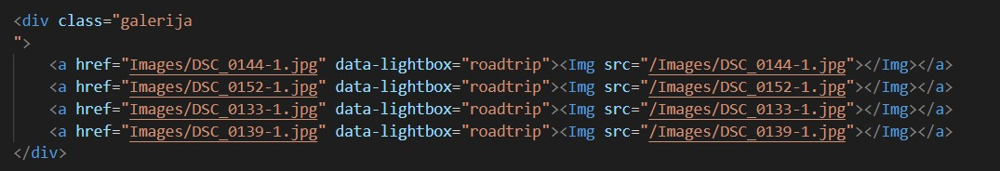 <div class="galerija
">
<a href="Images/DSC_0144-1.jpg" data-lightbox="roadtrip"><Img src="/Images/DSC_0144-1.jpg"></Img></a>
<a href="Images/DSC_0152-1.jpg" data-lightbox="roadtrip"><Img src="/Images/DSC_0152-1.jpg"></Img></a>
<a href="Images/DSC_0133-1.jpg" data-lightbox="roadtrip"><Img src="/Images/DSC_0133-1.jpg"></Img></a>
<a href="Images/DSC_0139-1.jpg" data-lightbox="roadtrip"><Img src="/Images/DSC_0139-1.jpg"></Img></a>
</div>